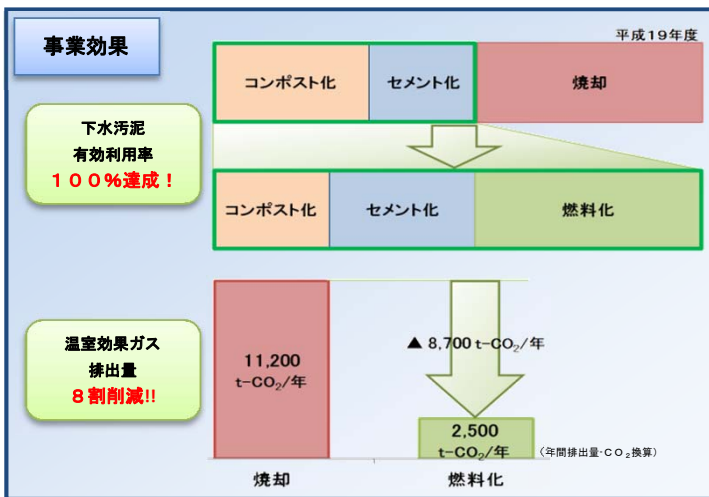 事業効果
平成19年度
コンポスト化
セメント化
焼却
下水汚泥
有効利用率
100%達成!
コンポスト化
セメント化
燃料化
温室効果ガス
排出量
8割削減!!
11,200
t-CO₂/年
▲ 8,700 t-CO₂/年
2,500
t-CO₂/年
(年間排出量・CO₂換算)
焼却
燃料化